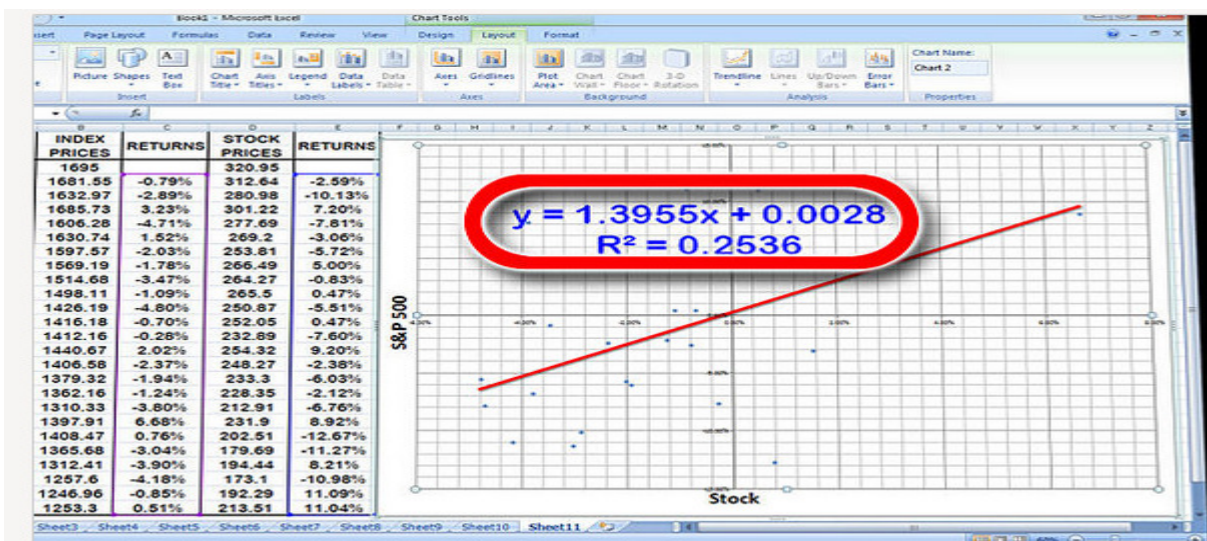 Book1 - Microsoft Excel
Chart Tools
Page Layout Formulas Data Review View Design Layout Format
Picture Shapes Text Box Chart Title Axis Titles Legend Data Labels Data Table Axes Gridlines Plot Area Chart Wall Chart Floor 3-D Rotation Trendline Lines Up/Down Bars Error Bars
Chart Name:
Chart 2
Insert Labels Axes Background Analysis Properties
INDEX PRICES RETURNS STOCK PRICES RETURNS
1695 320.95
1681.55 -0.79% 312.64 -2.59%
1632.97 -2.89% 280.98 -10.13%
1685.73 3.23% 301.22 7.20%
1606.28 -4.71% 277.69 -7.81%
1630.74 1.52% 269.2 -3.06%
1597.57 -2.03% 253.81 -5.72%
1569.19 -1.78% 266.49 5.00%
1514.68 -3.47% 264.27 -0.83%
1498.11 -1.09% 265.5 0.47%
1426.19 -4.80% 250.87 -5.51%
1416.18 -0.70% 252.05 0.47%
1412.16 -0.28% 232.89 -7.60%
1440.67 2.02% 254.32 9.20%
1406.58 -2.37% 248.27 -2.38%
1379.32 -1.94% 233.3 -6.03%
1362.16 -1.24% 228.35 -2.12%
1310.33 -3.80% 212.91 -6.76%
1397.91 6.68% 231.9 8.92%
1408.47 0.76% 202.51 -12.67%
1365.68 -3.04% 179.69 -11.27%
1312.41 -3.90% 194.44 8.21%
1257.6 -4.18% 173.1 -10.98%
1246.96 -0.85% 192.29 11.09%
1253.3 0.51% 213.51 11.04%
y = 1.3955x + 0.0028
R² = 0.2536
S&P 500
Stock
Sheet3 Sheet4 Sheet5 Sheet6 Sheet7 Sheet8 Sheet9 Sheet10 Sheet11